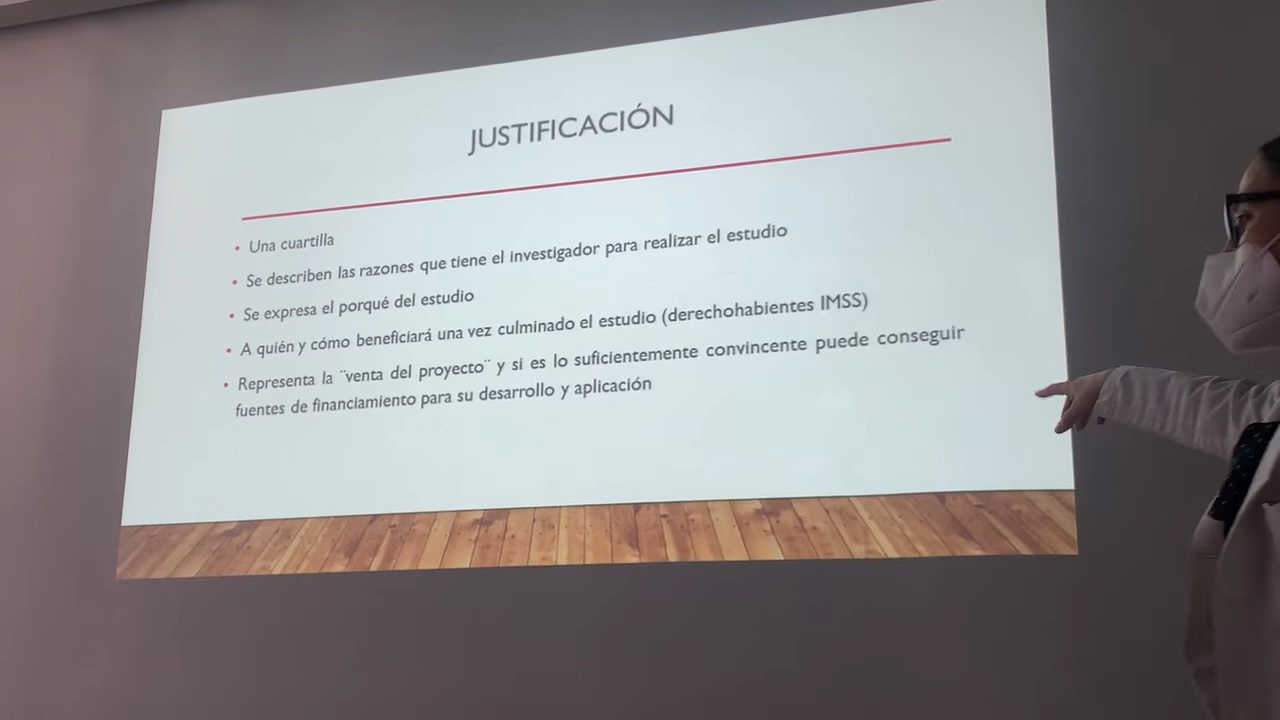 JUSTIFICACIÓN
• Una cuartilla
• Se describen las razones que tiene el investigador para realizar el estudio
• Se expresa el porqué del estudio
• A quién y cómo beneficiará una vez culminado el estudio (derechohabientes IMSS)
• Representa la ¨venta del proyecto¨ y si es lo suficientemente convincente puede conseguir
fuentes de financiamiento para su desarrollo y aplicación